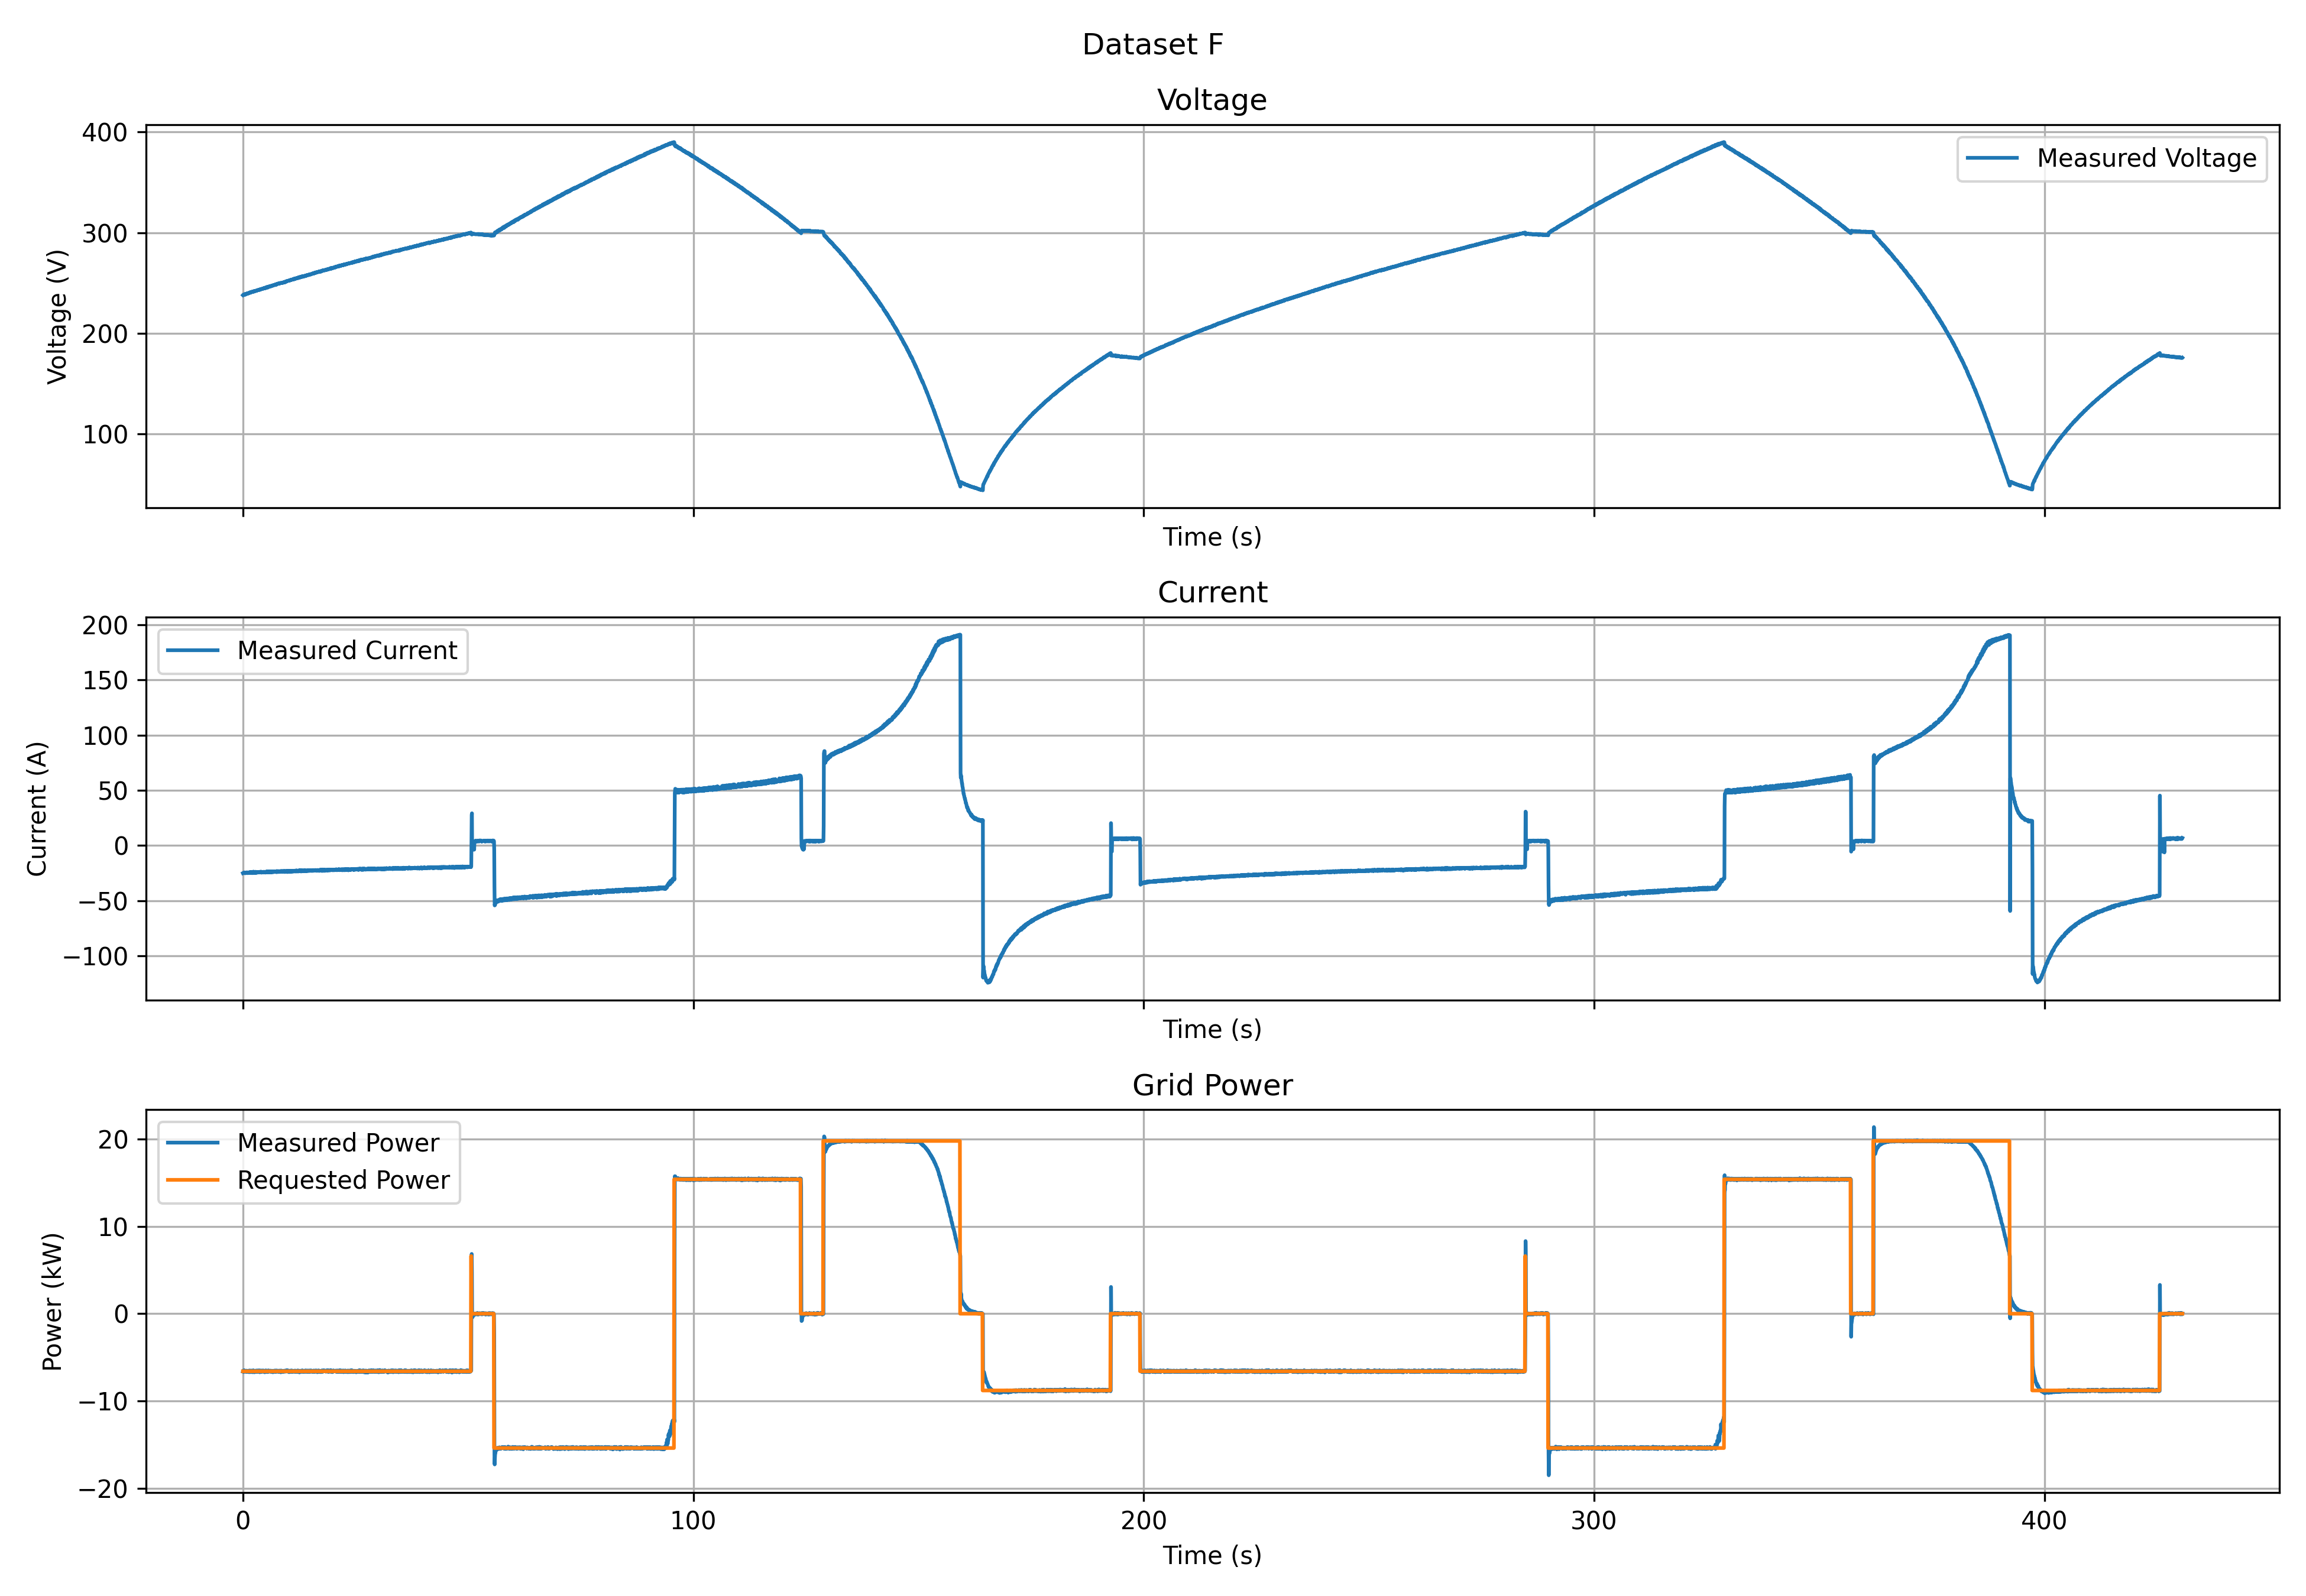 Dataset F
Voltage
400
300
200
100
Voltage (V)
Measured Voltage
Time (s)
Current
200
150
100
50
0
−50
−100
Current (A)
Measured Current
Time (s)
Grid Power
20
10
0
−10
−20
Power (kW)
Measured Power
Requested Power
0 100 200 300 400
Time (s)